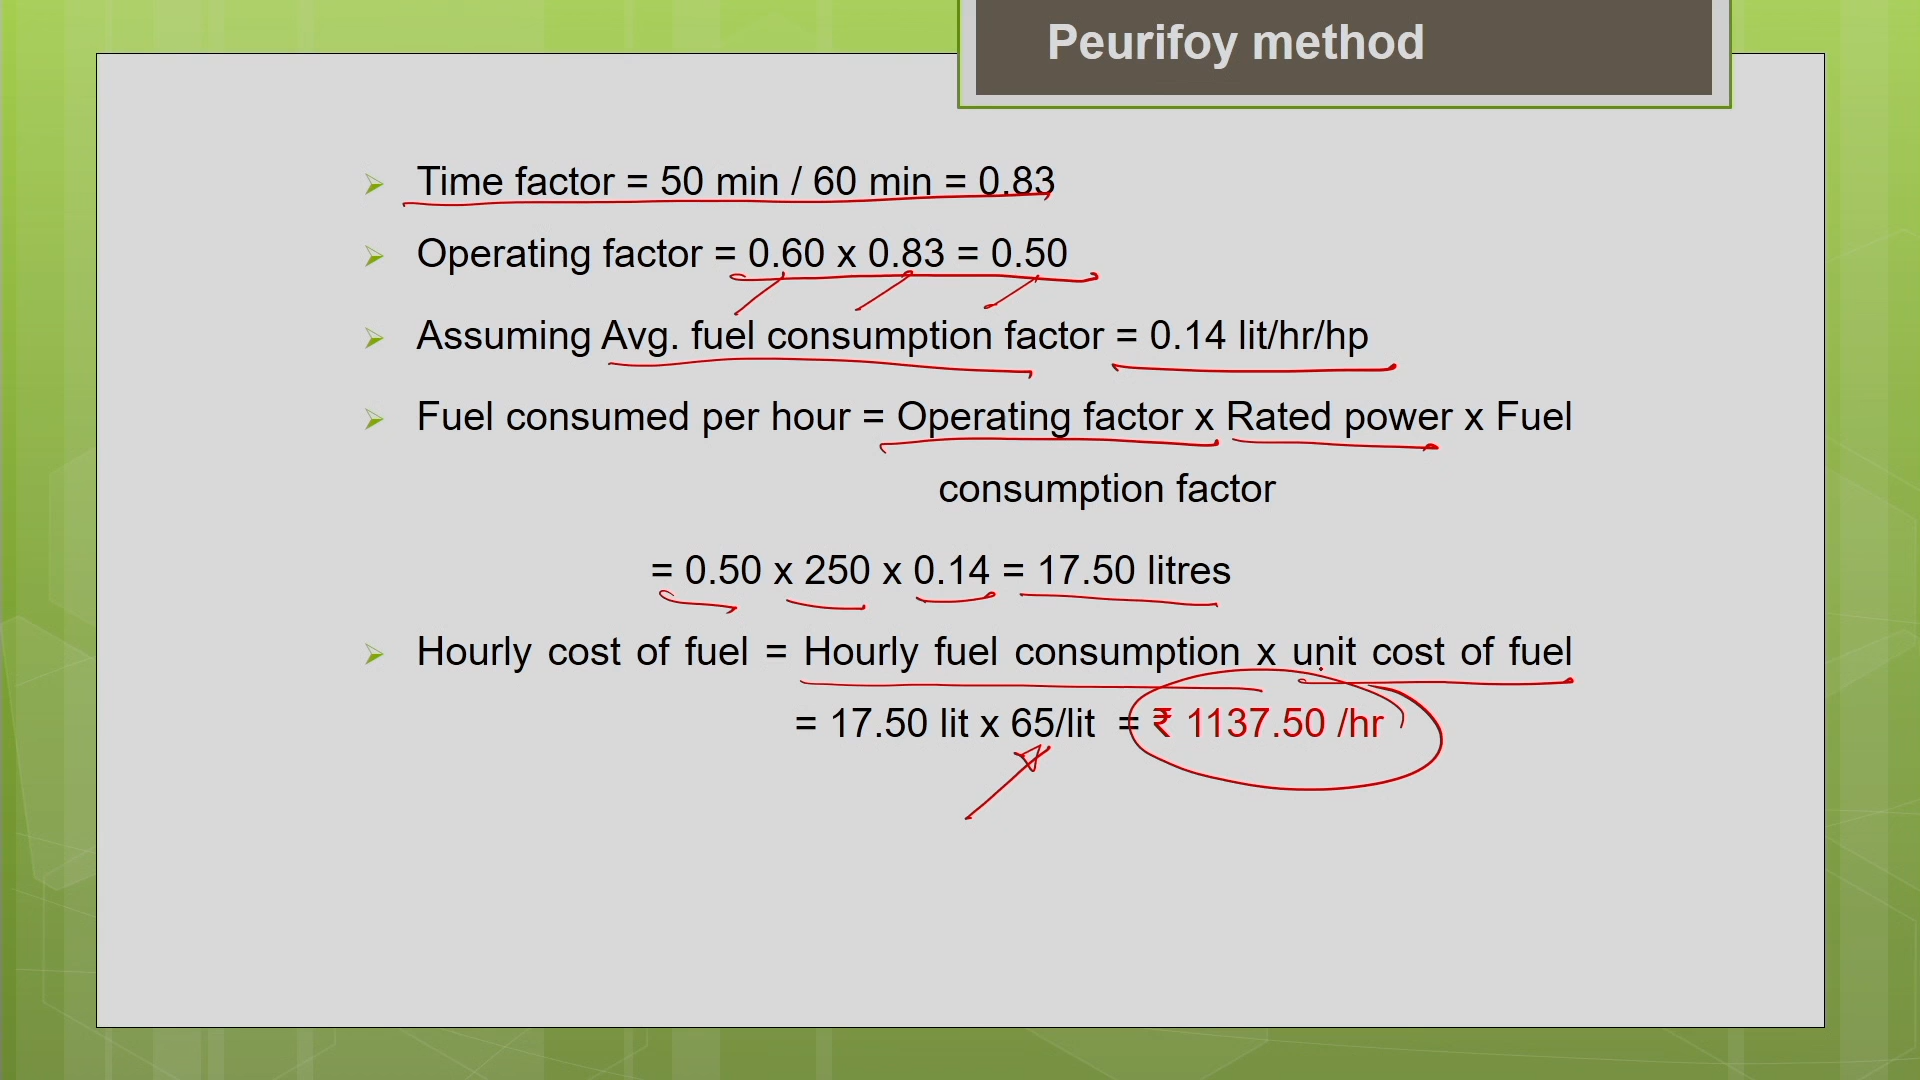 Peurifoy method
Time factor = 50 min / 60 min = 0.83
Operating factor = 0.60 x 0.83 = 0.50
Assuming Avg. fuel consumption factor = 0.14 lit/hr/hp
Fuel consumed per hour = Operating factor x Rated power x Fuel
consumption factor
= 0.50 x 250 x 0.14 = 17.50 litres
Hourly cost of fuel = Hourly fuel consumption x unit cost of fuel
= 17.50 lit x 65/lit = ₹ 1137.50 /hr